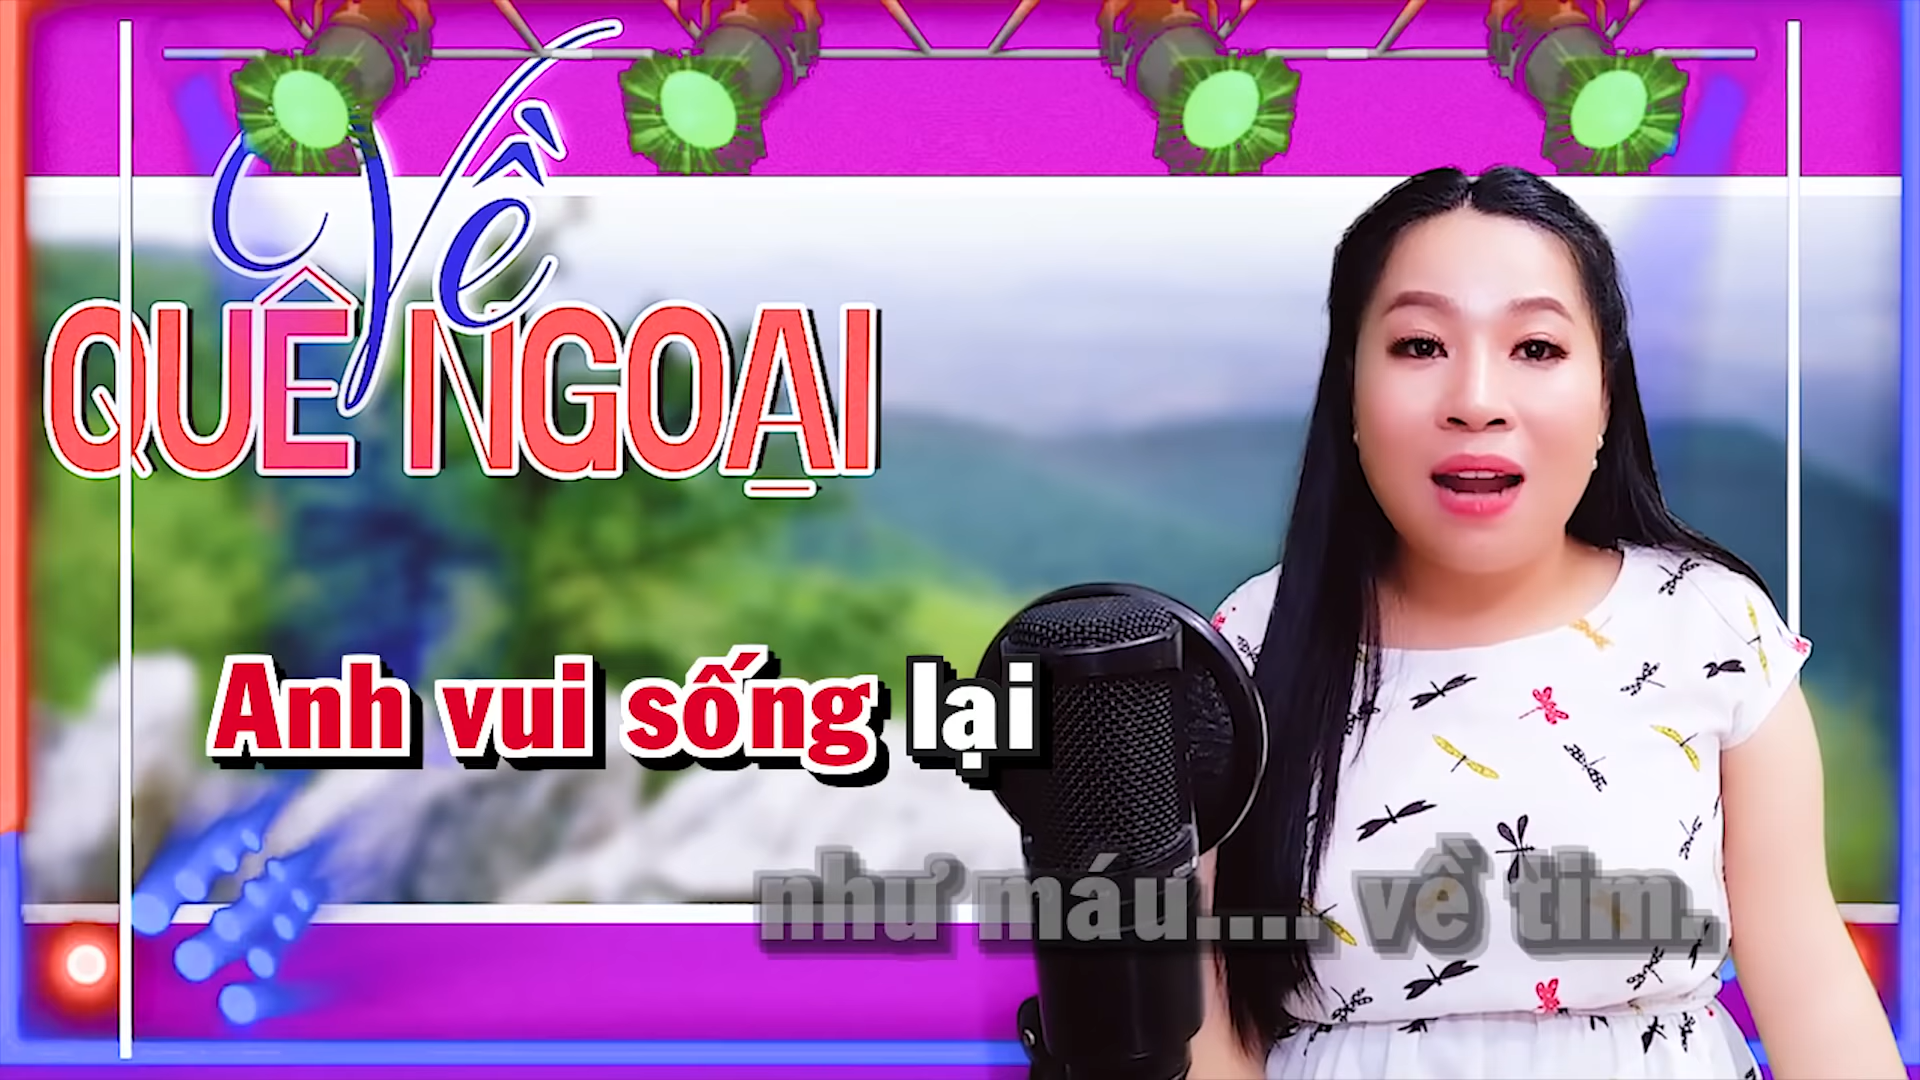 Về
QUÊ NGOẠI
Anh vui sống lại
như máu.... về tim.